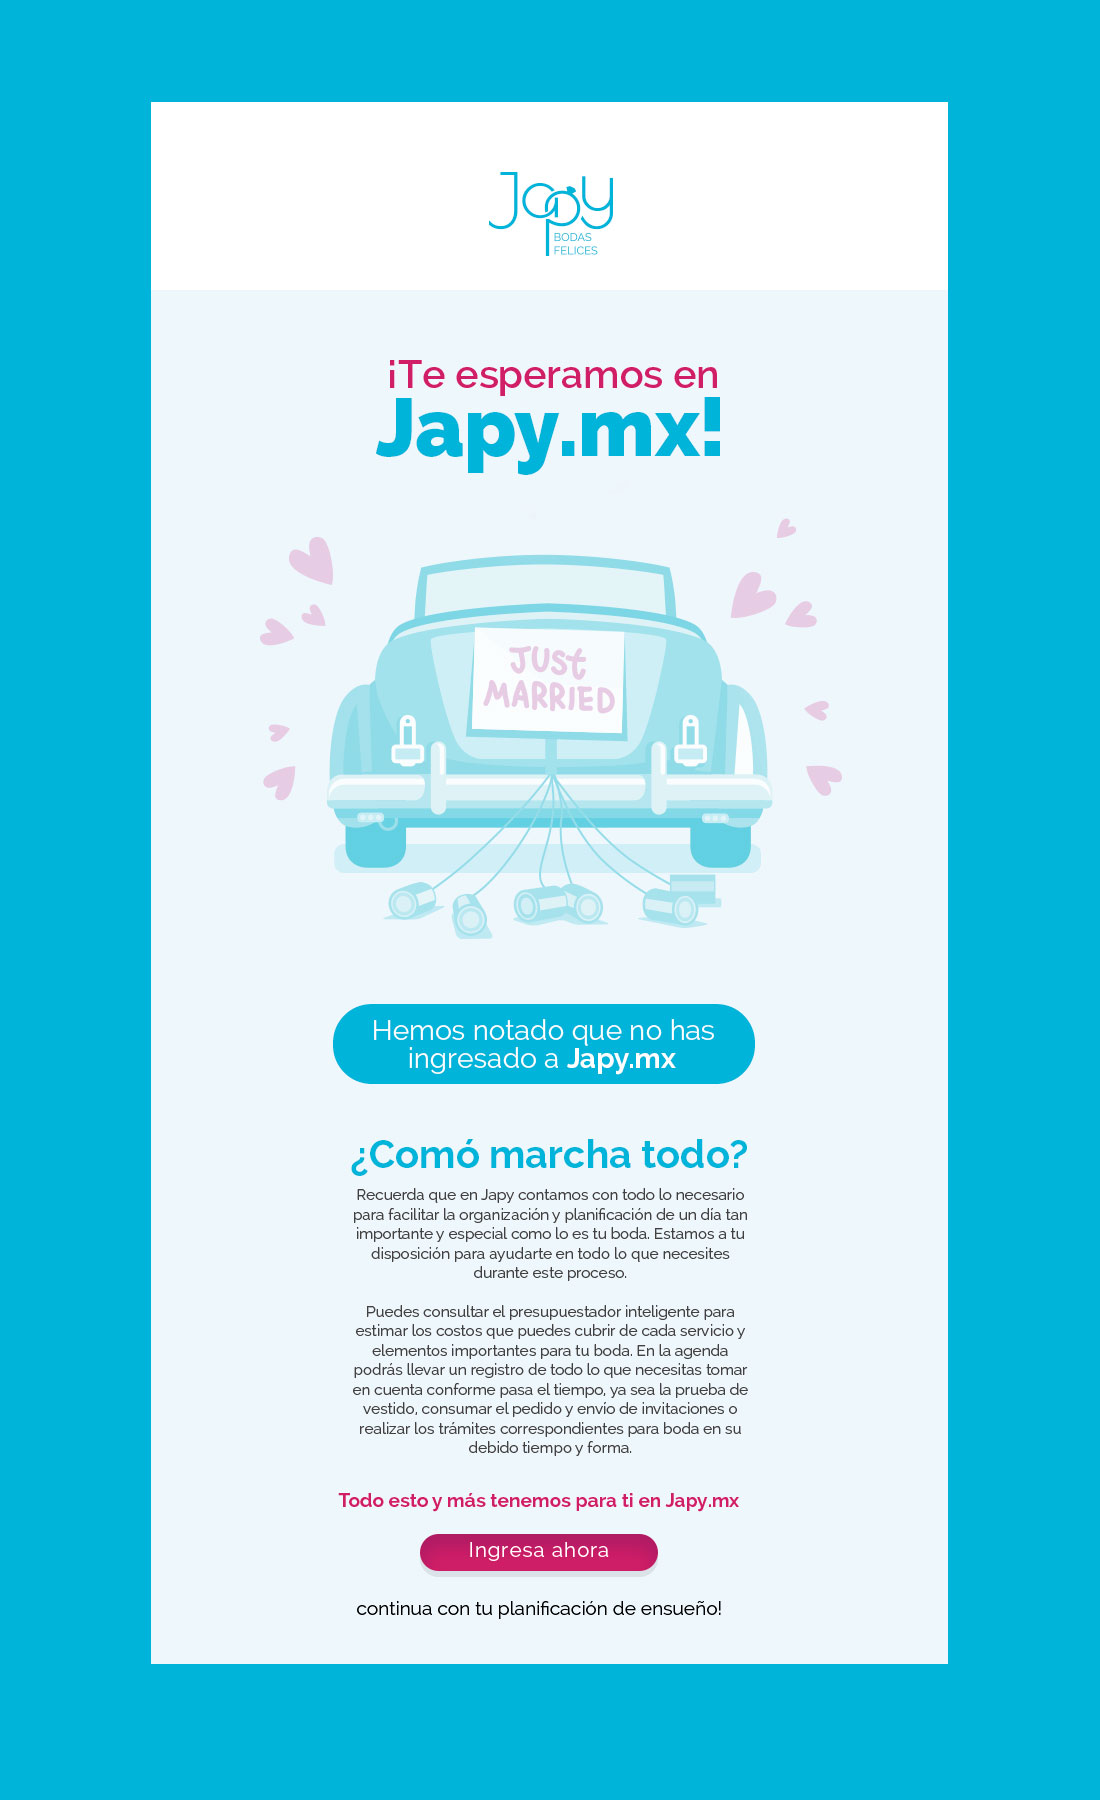 Japy
BODAS
FELICES
¡Te esperamos en
Japy.mx!
JUST
MARRIED
Hemos notado que no has
ingresado a Japy.mx
¿Comó marcha todo?
Recuerda que en Japy contamos con todo lo necesario
para facilitar la organización y planificación de un día tan
importante y especial como lo es tu boda. Estamos a tu
disposición para ayudarte en todo lo que necesites
durante este proceso.
Puedes consultar el presupuestador inteligente para
estimar los costos que puedes cubrir de cada servicio y
elementos importantes para tu boda. En la agenda
podrás llevar un registro de todo lo que necesitas tomar
en cuenta conforme pasa el tiempo, ya sea la prueba de
vestido, consumar el pedido y envío de invitaciones o
realizar los trámites correspondientes para boda en su
debido tiempo y forma.
Todo esto y más tenemos para ti en Japy.mx
Ingresa ahora
continua con tu planificación de ensueño!